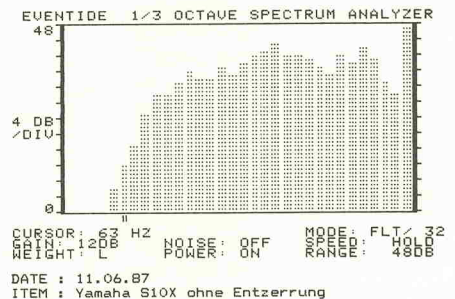 EVENTIDE 1/3 OCTAVE SPECTRUM ANALYZER
48
4 DB
/DIV
0
CURSOR: 63 HZ MODE: FLT/ 32
GAIN: 12DB NOISE: OFF SPEED: HOLD
WEIGHT: L POWER: ON RANGE: 48DB
DATE : 11.06.87
ITEM : Yamaha S10X ohne Entzerrung